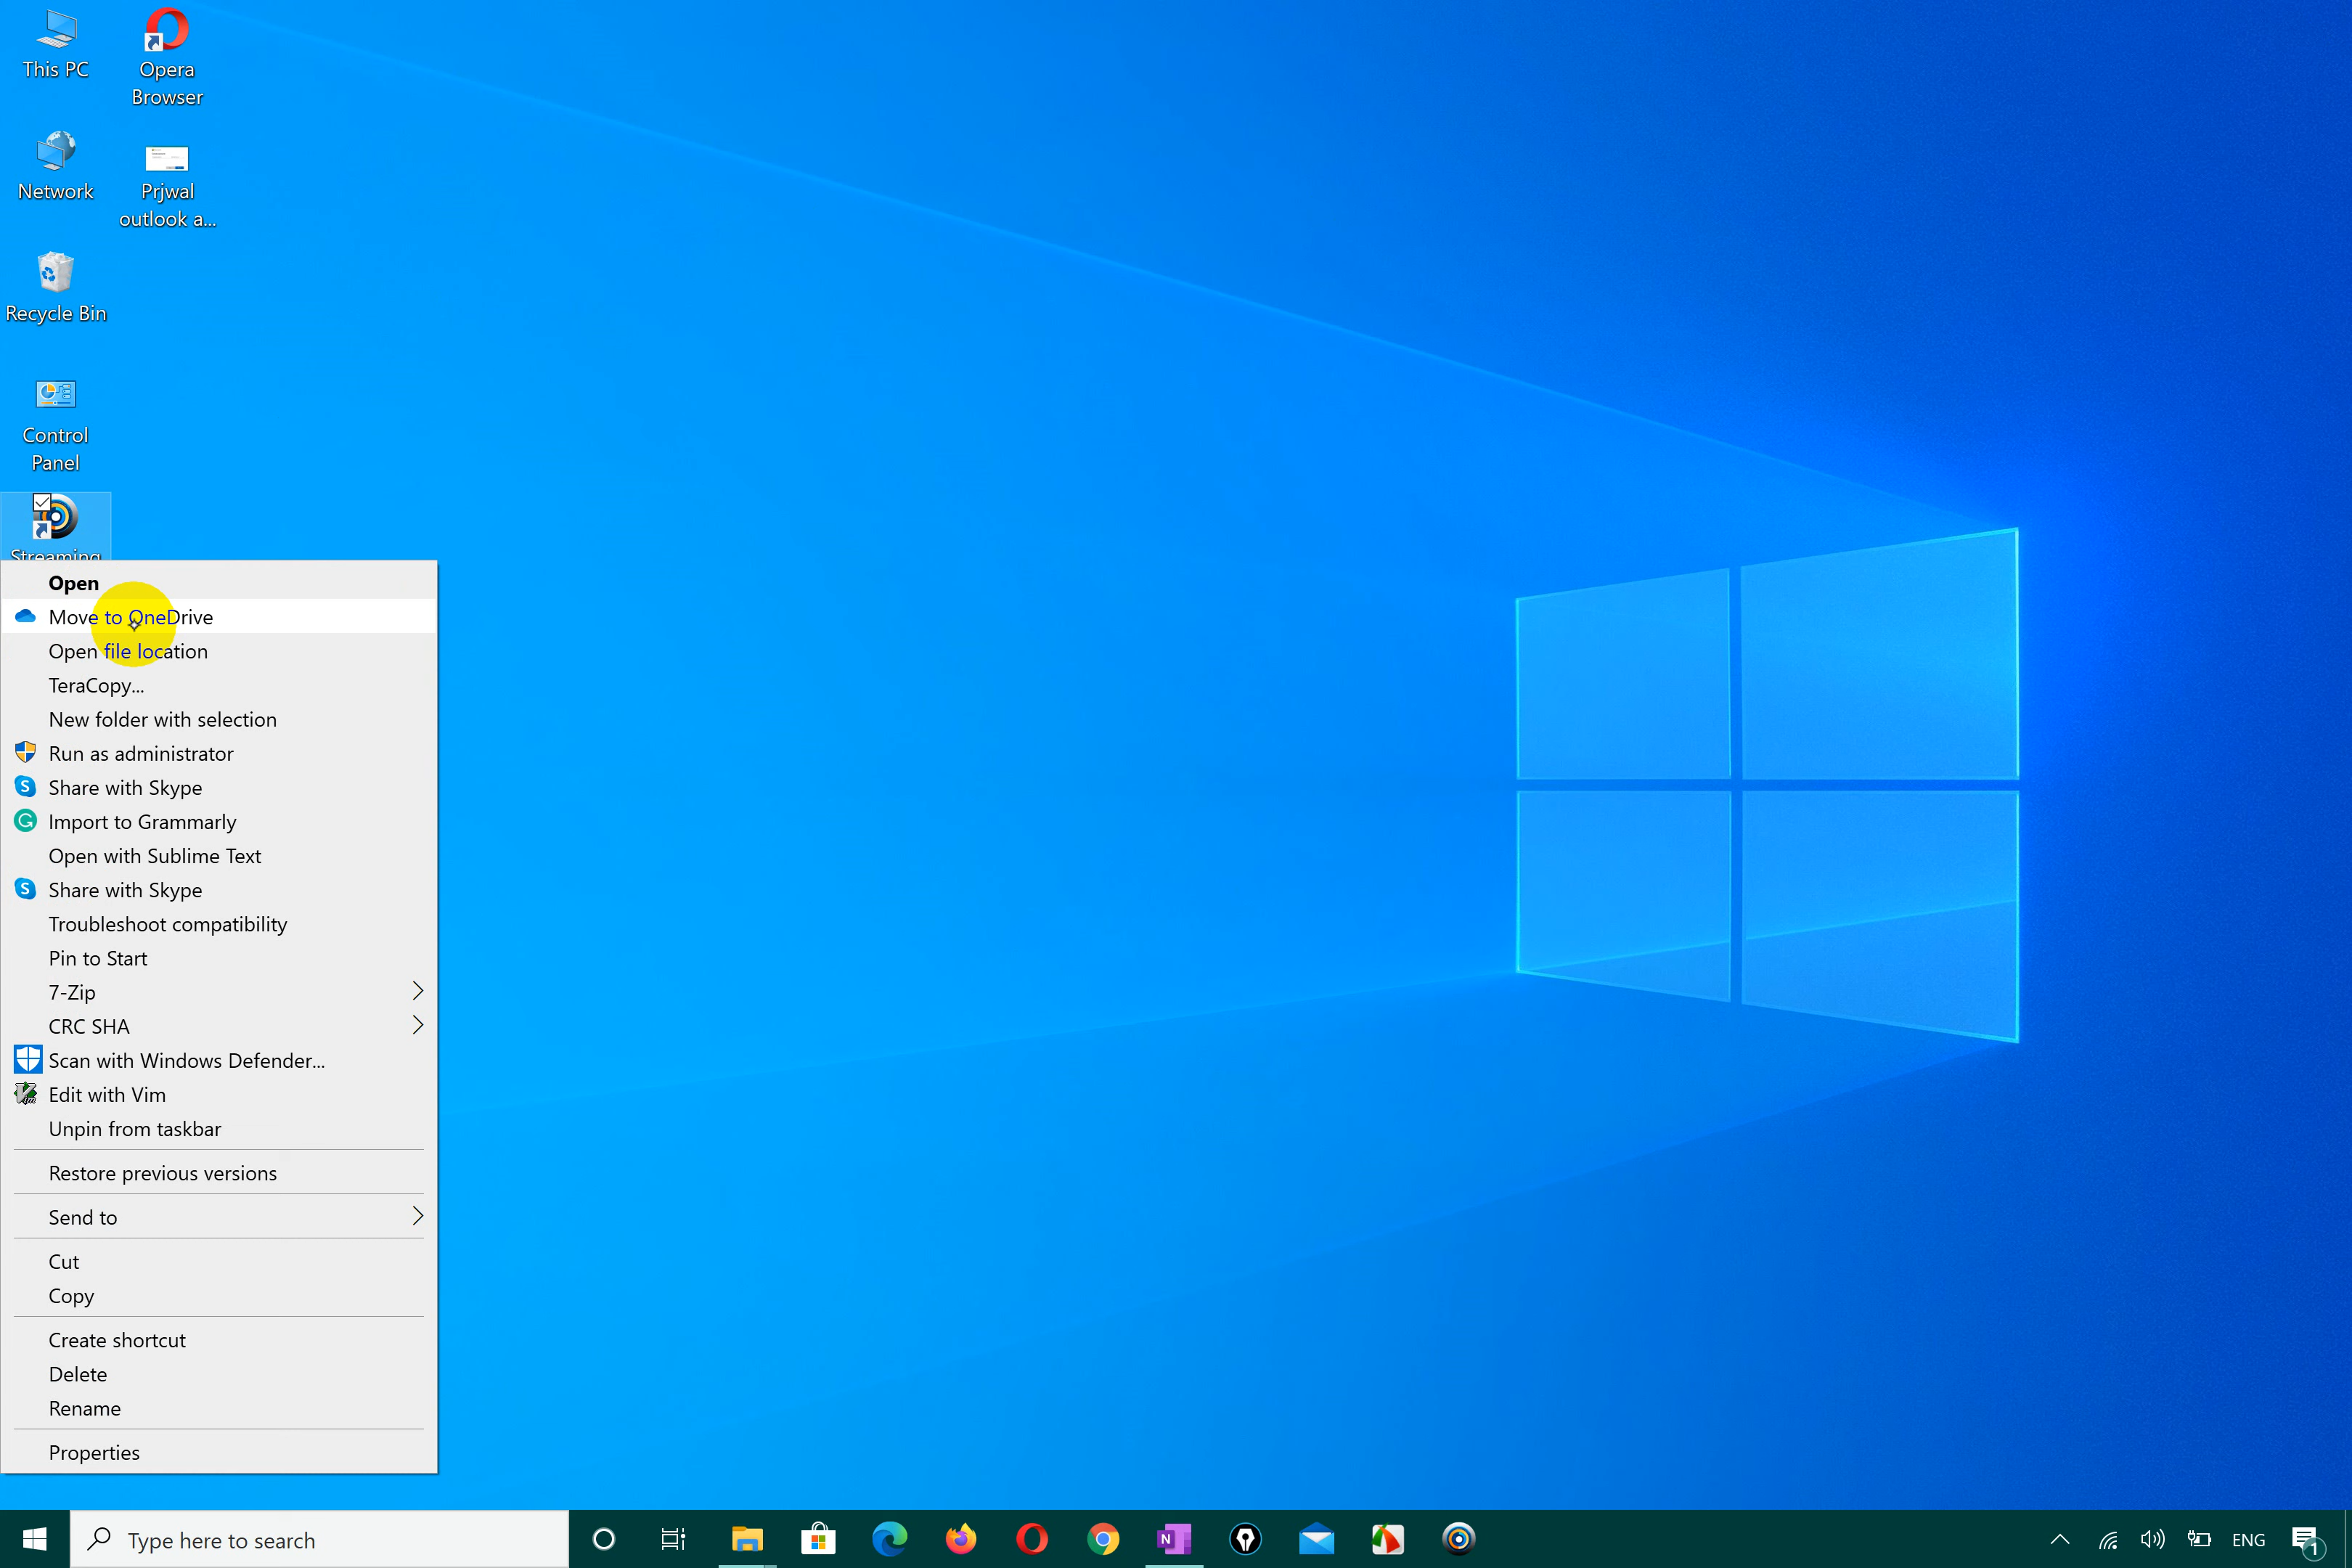 This PC
Opera
Browser
Network
Prjwal
outlook a...
Recycle Bin
Control
Panel
Streaming
Open
Move to OneDrive
Open file location
TeraCopy...
New folder with selection
Run as administrator
Share with Skype
Import to Grammarly
Open with Sublime Text
Share with Skype
Troubleshoot compatibility
Pin to Start
7-Zip
CRC SHA
Scan with Windows Defender...
Edit with Vim
Unpin from taskbar
Restore previous versions
Send to
Cut
Copy
Create shortcut
Delete
Rename
Properties
Type here to search
ENG
1